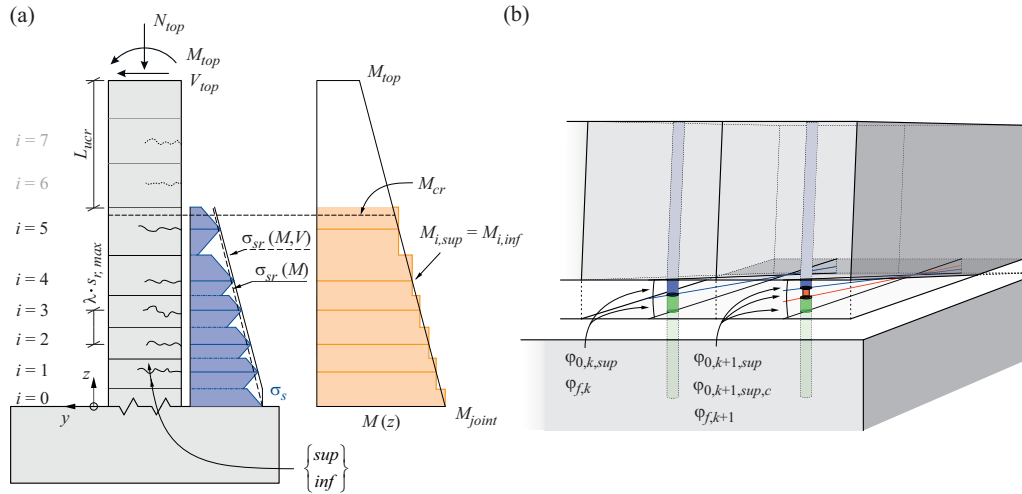 (a)
N_top
M_top
V_top
L_ucr
i = 7
i = 6
i = 5
i = 4
λ · s_r, max
i = 3
i = 2
i = 1
i=0
z
y
σ_sr (M,V)
σ_sr (M)
σ_s
{sup
inf}
M_top
M_cr
M_i,sup = M_i,inf
M (z)
M_joint
(b)
φ_0,k,sup
φ_f,k
φ_0,k+1,sup
φ_0,k+1,sup,c
φ_f,k+1